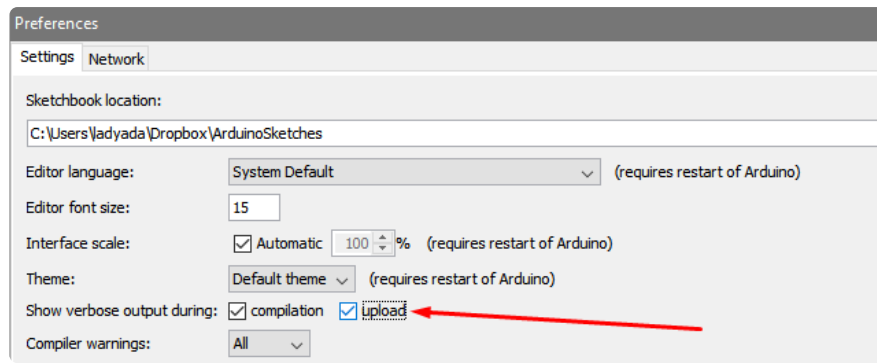 Preferences
Settings Network
Sketchbook location:
C:\Users\ladyada\Dropbox\ArduinoSketches
Editor language: System Default (requires restart of Arduino)
Editor font size: 15
Interface scale: Automatic 100 % (requires restart of Arduino)
Theme: Default theme (requires restart of Arduino)
Show verbose output during: compilation upload
Compiler warnings: All